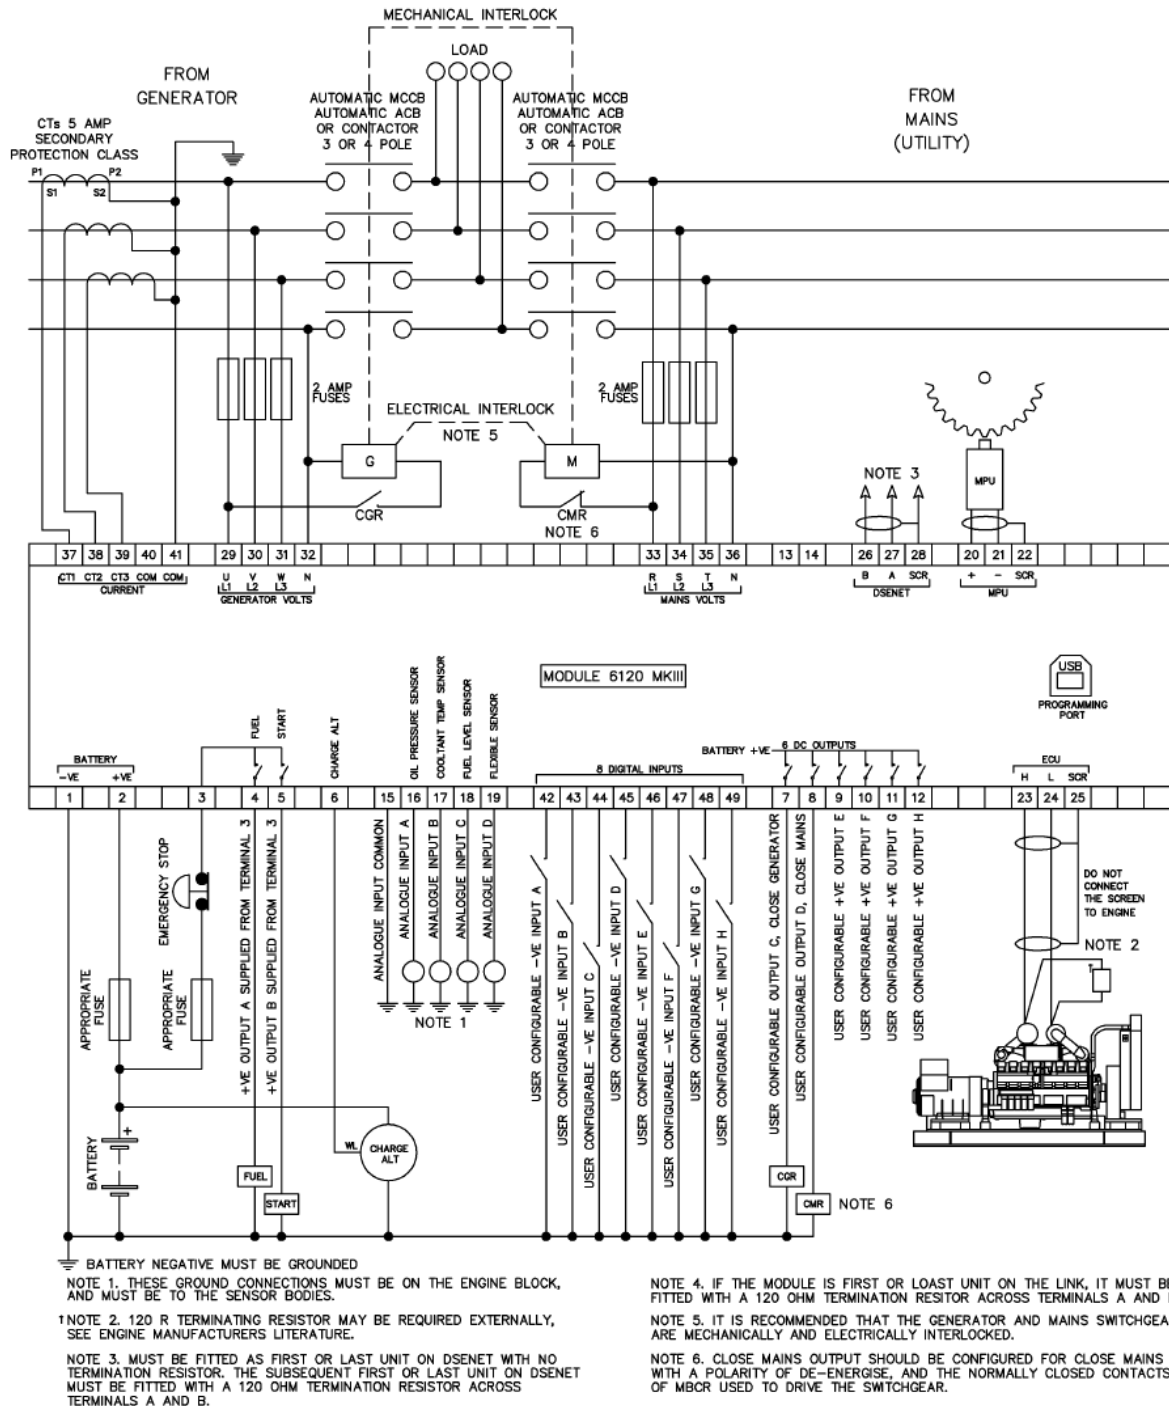 MECHANICAL INTERLOCK
LOAD
FROM
GENERATOR
AUTOMATIC MCCB
AUTOMATIC ACB
OR CONTACTOR
3 OR 4 POLE
AUTOMATIC MCCB
AUTOMATIC ACB
OR CONTACTOR
3 OR 4 POLE
FROM
MAINS
(UTILITY)
CTs 5 AMP
SECONDARY
PROTECTION CLASS
P1 P2
S1 S2
2 AMP
FUSES
2 AMP
FUSES
ELECTRICAL INTERLOCK
NOTE 5
G
M
CGR
CMR
NOTE 6
NOTE 3
MPU
37 38 39 40 41 29 30 31 32 33 34 35 36 13 14 26 27 28 20 21 22
CT1 CT2 CT3 COM COM
CURRENT
U V W N
L1 L2 L3
GENERATOR VOLTS
R S T N
L1 L2 L3
MAINS VOLTS
B A SCR
DSENET
+ - SCR
MPU
MODULE 6120 MKIII
USB
PROGRAMMING
PORT
BATTERY
-VE +VE
FUEL
START
CHARGE ALT
OIL PRESSURE SENSOR
COOLTANT TEMP SENSOR
FUEL LEVEL SENSOR
FLEXIBLE SENSOR
8 DIGITAL INPUTS
BATTERY +VE
6 DC OUTPUTS
ECU
H L SCR
1 2 3 4 5 6 15 16 17 18 19 42 43 44 45 46 47 48 49 7 8 9 10 11 12 23 24 25
EMERGENCY STOP
APPROPRIATE
FUSE
APPROPRIATE
FUSE
+VE OUTPUT A SUPPLIED FROM TERMINAL 3
+VE OUTPUT B SUPPLIED FROM TERMINAL 3
ANALOGUE INPUT COMMON
ANALOGUE INPUT A
ANALOGUE INPUT B
ANALOGUE INPUT C
ANALOGUE INPUT D
NOTE 1
USER CONFIGURABLE -VE INPUT A
USER CONFIGURABLE -VE INPUT B
USER CONFIGURABLE -VE INPUT C
USER CONFIGURABLE -VE INPUT D
USER CONFIGURABLE -VE INPUT E
USER CONFIGURABLE -VE INPUT F
USER CONFIGURABLE -VE INPUT G
USER CONFIGURABLE -VE INPUT H
USER CONFIGURABLE OUTPUT C, CLOSE GENERATOR
USER CONFIGURABLE OUTPUT D, CLOSE MAINS
USER CONFIGURABLE +VE OUTPUT E
USER CONFIGURABLE +VE OUTPUT F
USER CONFIGURABLE +VE OUTPUT G
USER CONFIGURABLE +VE OUTPUT H
DO NOT
CONNECT
THE SCREEN
TO ENGINE
NOTE 2
†
BATTERY
+
WL
CHARGE
ALT
FUEL
START
CGR
CMR
NOTE 6
BATTERY NEGATIVE MUST BE GROUNDED
NOTE 1. THESE GROUND CONNECTIONS MUST BE ON THE ENGINE BLOCK,
AND MUST BE TO THE SENSOR BODIES.
†NOTE 2. 120 R TERMINATING RESISTOR MAY BE REQUIRED EXTERNALLY,
SEE ENGINE MANUFACTURERS LITERATURE.
NOTE 3. MUST BE FITTED AS FIRST OR LAST UNIT ON DSENET WITH NO
TERMINATION RESISTOR. THE SUBSEQUENT FIRST OR LAST UNIT ON DSENET
MUST BE FITTED WITH A 120 OHM TERMINATION RESISTOR ACROSS
TERMINALS A AND B.
NOTE 4. IF THE MODULE IS FIRST OR LOAST UNIT ON THE LINK, IT MUST BE
FITTED WITH A 120 OHM TERMINATION RESITOR ACROSS TERMINALS A AND
NOTE 5. IT IS RECOMMENDED THAT THE GENERATOR AND MAINS SWITCHGEA
ARE MECHANICALLY AND ELECTRICALLY INTERLOCKED.
NOTE 6. CLOSE MAINS OUTPUT SHOULD BE CONFIGURED FOR CLOSE MAINS
WITH A POLARITY OF DE-ENERGISE, AND THE NORMALLY CLOSED CONTACTS
OF MBCR USED TO DRIVE THE SWITCHGEAR.